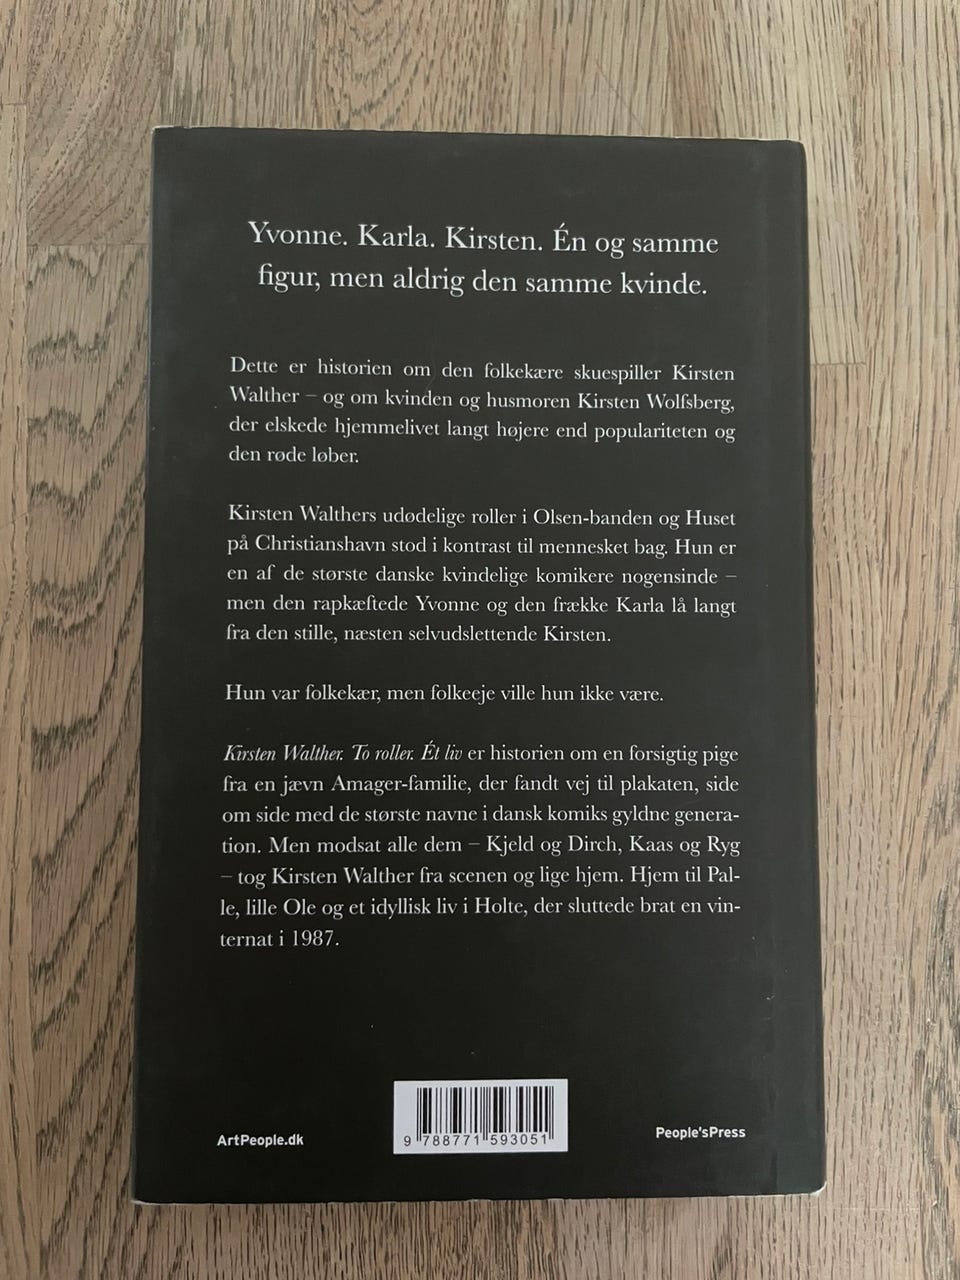 Yvonne. Karla. Kirsten. Én og samme
figur, men aldrig den samme kvinde.
Dette er historien om den folkekære skuespiller Kirsten
Walther – og om kvinden og husmoren Kirsten Wolfsberg,
der elskede hjemmelivet langt højere end populariteten og
den røde løber.
Kirsten Walthers udødelige roller i Olsen-banden og Huset
på Christianshavn stod i kontrast til mennesket bag. Hun er
en af de største danske kvindelige komikere nogensinde –
men den rapkæftede Yvonne og den frække Karla lå langt
fra den stille, næsten selvudslettende Kirsten.
Hun var folkekær, men folkeeje ville hun ikke være.
Kirsten Walther. To roller. Ét liv er historien om en forsigtig pige
fra en jævn Amager-familie, der fandt vej til plakaten, side
om side med de største navne i dansk komiks gyldne genera-
tion. Men modsat alle dem – Kjeld og Dirch, Kaas og Ryg
– tog Kirsten Walther fra scenen og lige hjem. Hjem til Pal-
le, lille Ole og et idyllisk liv i Holte, der sluttede brat en vin-
ternat i 1987.
ArtPeople.dk
9 788771 593051
People'sPress